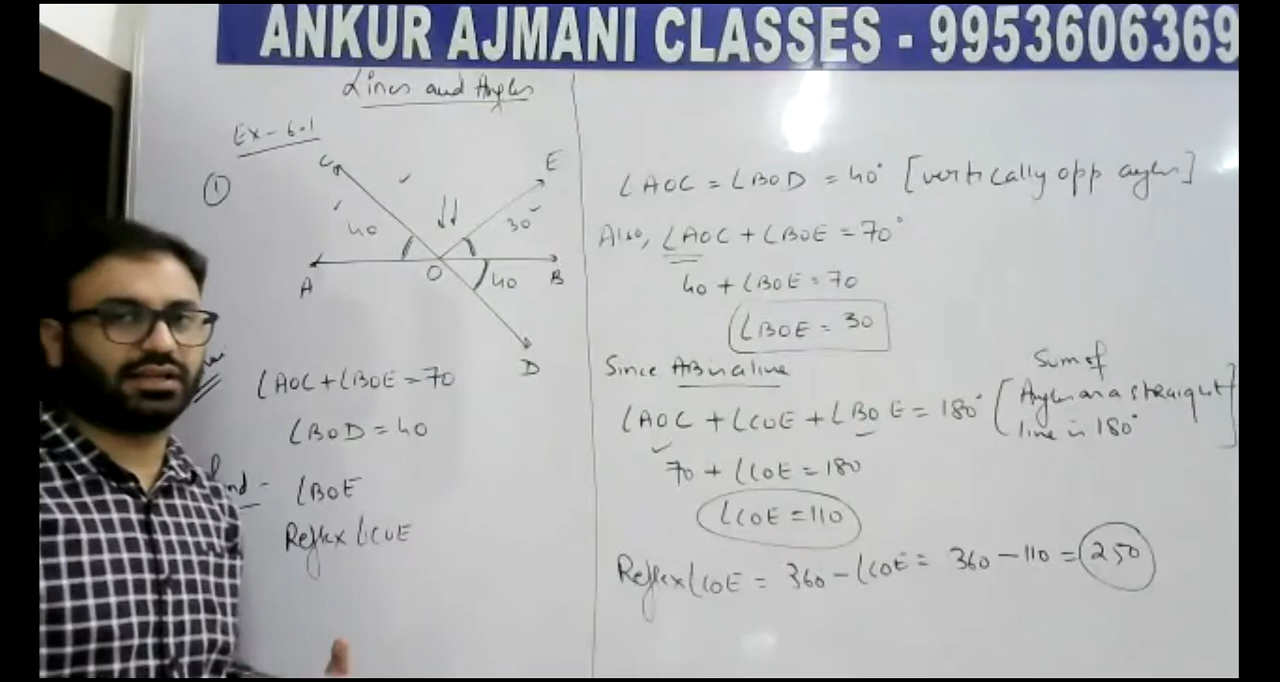 ANKUR AJMANI CLASSES - 9953606369
Lines and Angles
Ex-6.1
①
C
E
40
30
A
O
40
B
D
∠AOC+∠BOE=70
∠BOD=40
∠BOE
Reflex ∠COE
∠AOC = ∠BOD = 40° [vertically opp angles]
Also, ∠AOC + ∠BOE = 70°
40 + ∠BOE = 70
∠BOE = 30
Since AB is a line
∠AOC + ∠COE + ∠BOE = 180° [Sum of
Angles on a straight
line is 180°]
70 + ∠COE = 180
∠COE = 110
Reflex ∠COE = 360 - ∠COE = 360 - 110 = 250